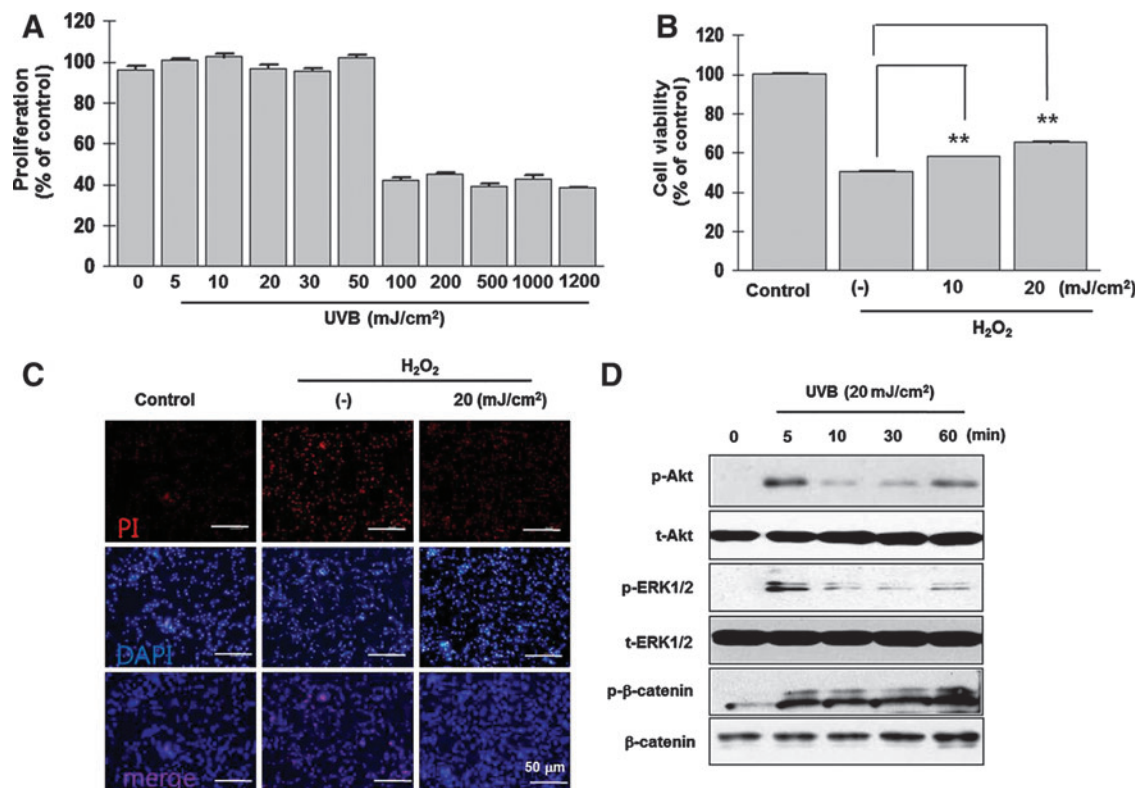 A
Proliferation
(% of control)
120
100
80
60
40
20
0
0 5 10 20 30 50 100 200 500 1000 1200
UVB (mJ/cm²)
B
Cell viability
(% of control)
120
100
80
60
40
20
0
**
**
Control (-) 10 20 (mJ/cm²)
H₂O₂
C
H₂O₂
Control (-) 20 (mJ/cm²)
PI
DAPI
merge
50 μm
D
UVB (20 mJ/cm²)
0 5 10 30 60 (min)
p-Akt
t-Akt
p-ERK1/2
t-ERK1/2
p-β-catenin
β-catenin